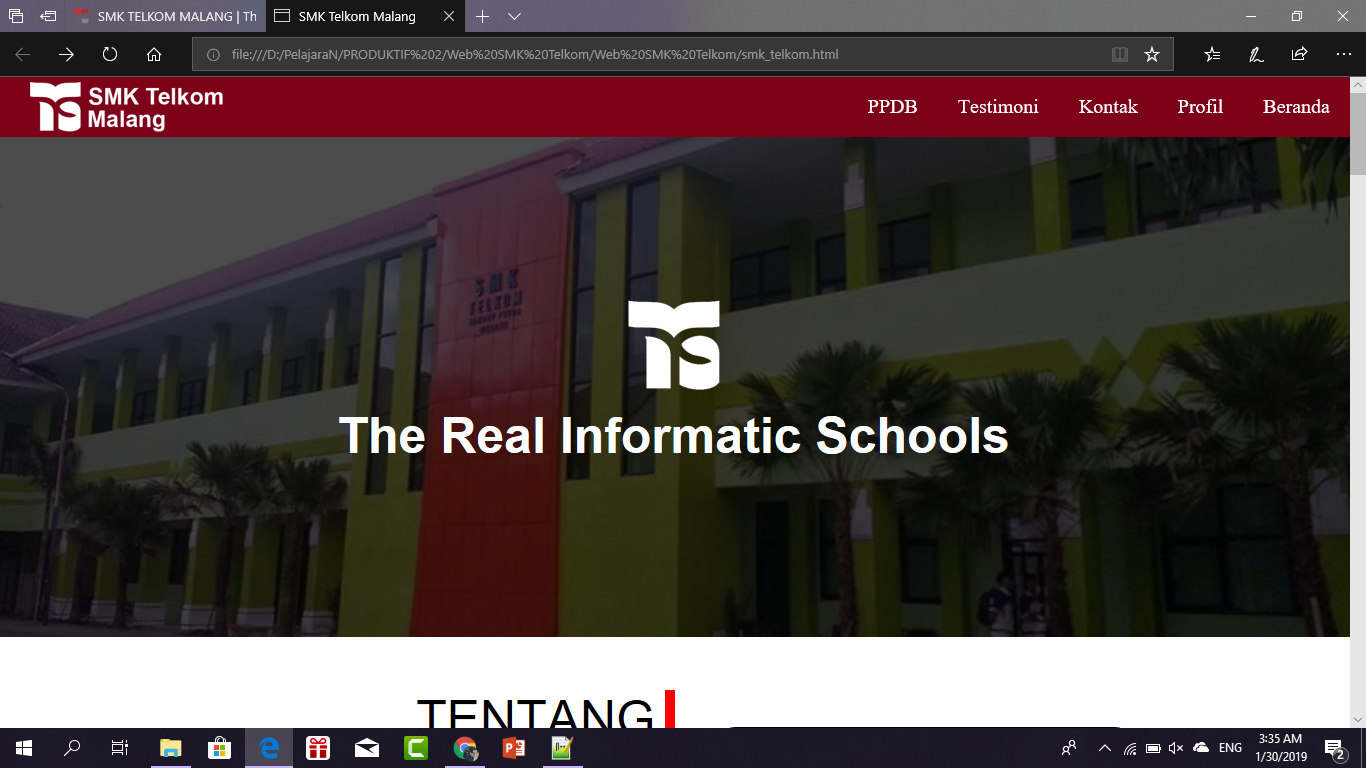 SMK TELKOM MALANG | Th
SMK Telkom Malang
file:///D:/PelajaraN/PRODUKTIF%202/Web%20SMK%20Telkom/Web%20SMK%20Telkom/smk_telkom.html
SMK Telkom
Malang
PPDB Testimoni Kontak Profil Beranda
SMK
TELKOM
The Real Informatic Schools
TENTANG
ENG
3:35 AM
1/30/2019
2